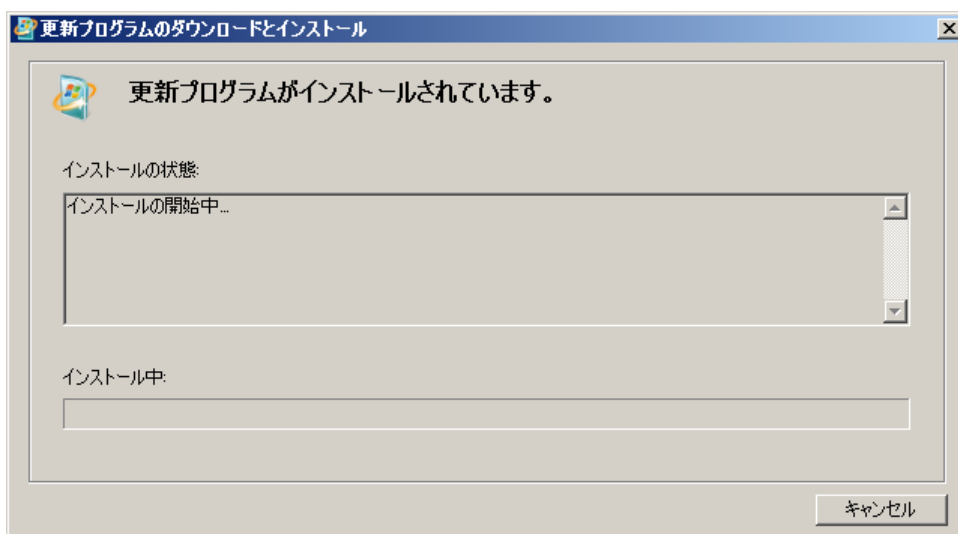 更新プログラムのダウンロードとインストール
更新プログラムがインストールされています。
インストールの状態:
インストールの開始中...
インストール中:
キャンセル